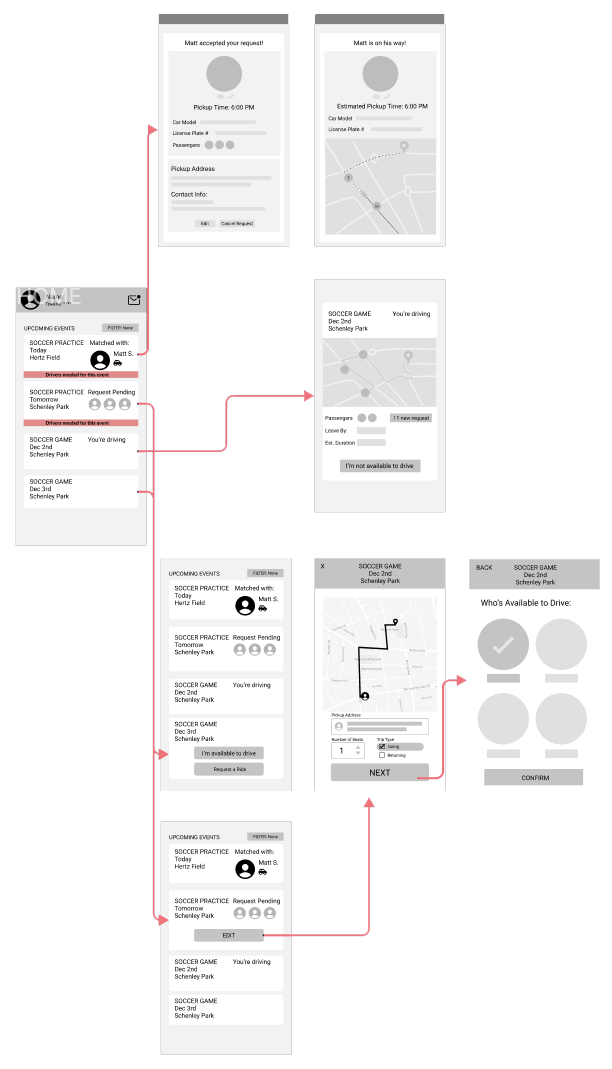 Matt accepted your request!
Pickup Time: 6:00 PM
Car Model
License Plate #
Passengers
Pickup Address
Contact Info:
Edit
Cancel Request
Matt is on his way!
Estimated Pickup Time: 6:00 PM
Car Model
License Plate #
HOME
UPCOMING EVENTS
FILTER: None
SOCCER PRACTICE Matched with:
Today
Matt S.
Hertz Field
Drivers needed for this event
SOCCER PRACTICE Request Pending
Tomorrow
Schenley Park
Drivers needed for this event
SOCCER GAME You're driving
Dec 2nd
Schenley Park
SOCCER GAME
Dec 3rd
Schenley Park
SOCCER GAME You're driving
Dec 2nd
Schenley Park
Passengers
!1 new request
Leave By:
Est. Duration
I'm not available to drive
UPCOMING EVENTS
FILTER: None
SOCCER PRACTICE Matched with:
Today
Matt S.
Hertz Field
SOCCER PRACTICE Request Pending
Tomorrow
Schenley Park
SOCCER GAME You're driving
Dec 2nd
Schenley Park
SOCCER GAME
Dec 3rd
Schenley Park
I'm available to drive
Request a Ride
X
SOCCER GAME
Dec 2nd
Schenley Park
Pickup Address
Number of Seats
Trip Type
1
Going
Returning
NEXT
BACK
SOCCER GAME
Dec 2nd
Schenley Park
Who's Available to Drive:
CONFIRM
UPCOMING EVENTS
FILTER: None
SOCCER PRACTICE Matched with:
Today
Matt S.
Hertz Field
SOCCER PRACTICE Request Pending
Tomorrow
Schenley Park
EDIT
SOCCER GAME You're driving
Dec 2nd
Schenley Park
SOCCER GAME
Dec 3rd
Schenley Park